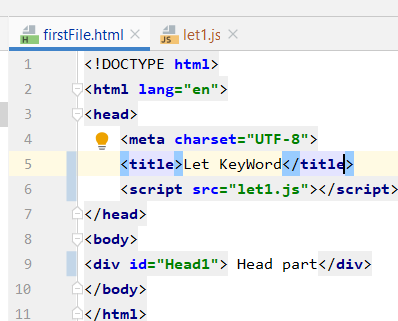 firstFile.html let1.js
1 <!DOCTYPE html>
2 <html lang="en">
3 <head>
4 <meta charset="UTF-8">
5 <title>Let KeyWord</title>
6 <script src="let1.js"></script>
7 </head>
8 <body>
9 <div id="Head1"> Head part</div>
10 </body>
11 </html>